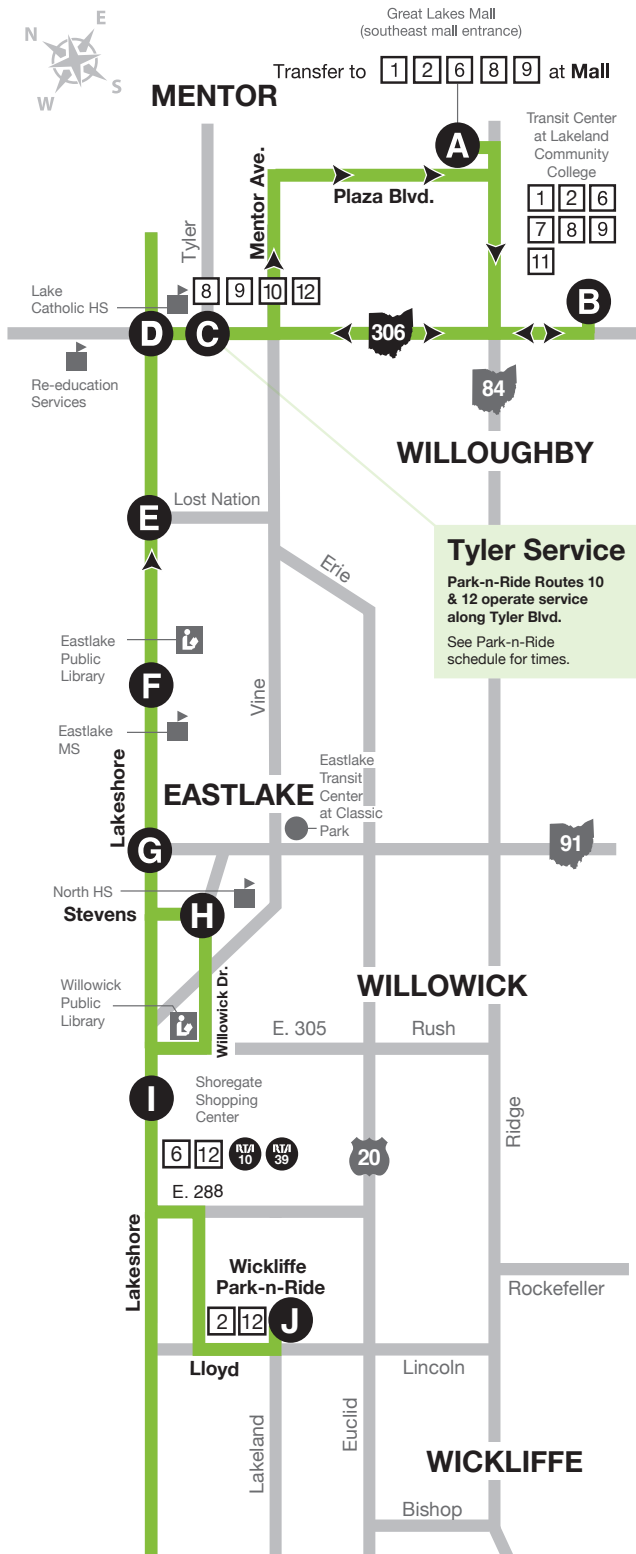 Great Lakes Mall
(southeast mall entrance)
N
E
W
S
Transfer to 1 2 6 8 9 at Mall
MENTOR
A
Transit Center
at Lakeland
Community
College
1 2 6
7 8 9
11
Plaza Blvd.
Mentor Ave.
Tyler
Lake
Catholic HS
8 9 10 12
B
D
C
306
Re-education
Services
84
WILLOUGHBY
Lost Nation
E
Tyler Service
Park-n-Ride Routes 10
& 12 operate service
along Tyler Blvd.
See Park-n-Ride
schedule for times.
Erie
Eastlake
Public
Library
F
Vine
Eastlake
MS
Lakeshore
EASTLAKE
Eastlake
Transit
Center
at Classic
Park
G
91
North HS
Stevens
H
Willowick Dr.
WILLOWICK
Willowick
Public
Library
E. 305
Rush
I
Shoregate
Shopping
Center
Ridge
6 12 RTA 10 RTA 39
20
E. 288
Lakeshore
Wickliffe
Park-n-Ride
2 12 J
Rockefeller
Lloyd
Lincoln
Lakeland
Euclid
WICKLIFFE
Bishop